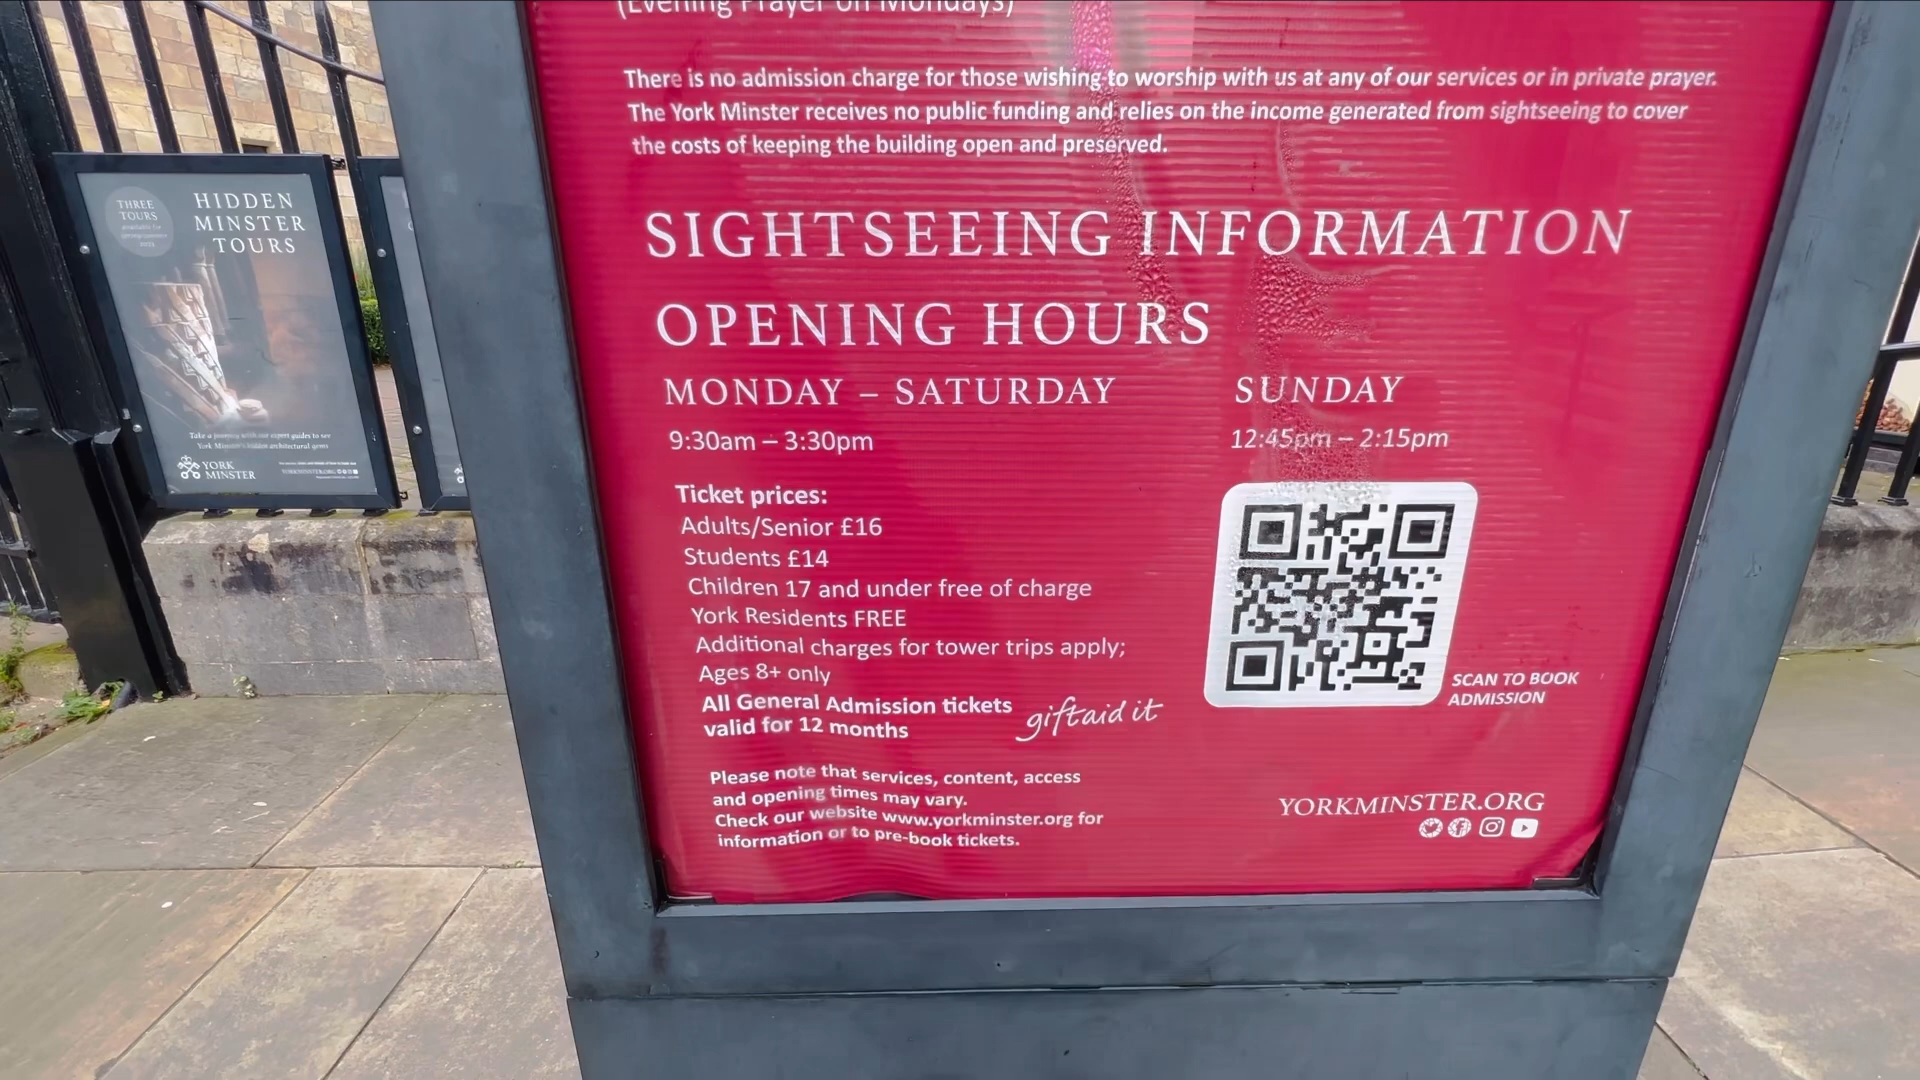 (Evening Prayer on Mondays)
There is no admission charge for those wishing to worship with us at any of our services or in private prayer.
The York Minster receives no public funding and relies on the income generated from sightseeing to cover
the costs of keeping the building open and preserved.
SIGHTSEEING INFORMATION
OPENING HOURS
MONDAY – SATURDAY
9:30am – 3:30pm
SUNDAY
12:45pm – 2:15pm
Ticket prices:
Adults/Senior £16
Students £14
Children 17 and under free of charge
York Residents FREE
Additional charges for tower trips apply;
Ages 8+ only
All General Admission tickets
valid for 12 months
giftaid it
SCAN TO BOOK
ADMISSION
Please note that services, content, access
and opening times may vary.
Check our website www.yorkminster.org for
information or to pre-book tickets.
YORKMINSTER.ORG
THREE
TOURS
HIDDEN
MINSTER
TOURS
Take a journey with our expert guides to see
York Minster's hidden architectural gems
YORK
MINSTER
YORKMINSTER.ORG